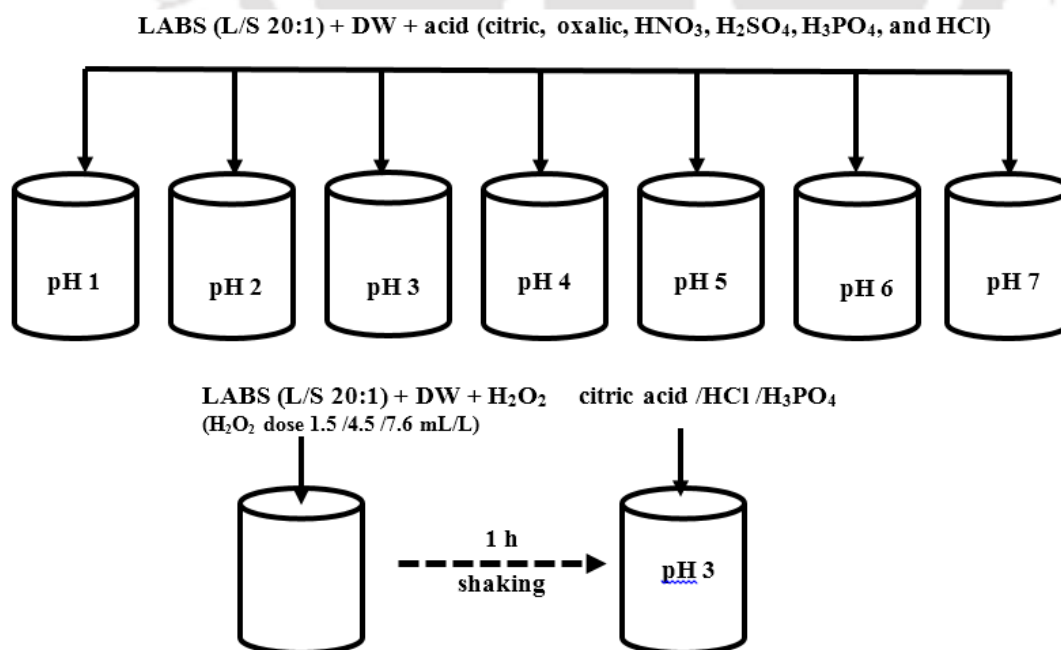 LABS (L/S 20:1) + DW + acid (citric, oxalic, HNO₃, H₂SO₄, H₃PO₄, and HCl)
pH 1
pH 2
pH 3
pH 4
pH 5
pH 6
pH 7
LABS (L/S 20:1) + DW + H₂O₂
(H₂O₂ dose 1.5 /4.5 /7.6 mL/L)
citric acid /HCl /H₃PO₄
1 h
shaking
pH 3